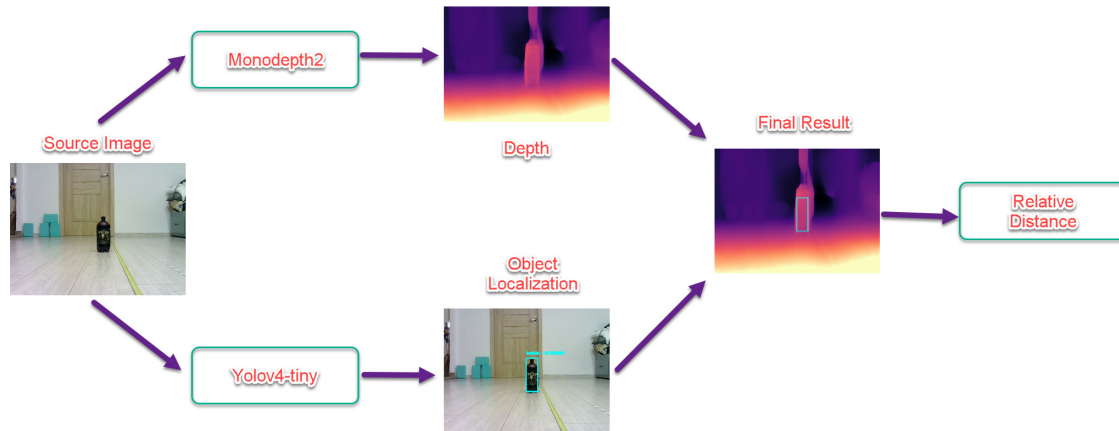 Monodepth2
Source Image
Depth
Final Result
Relative
Distance
Object
Localization
Yolov4-tiny